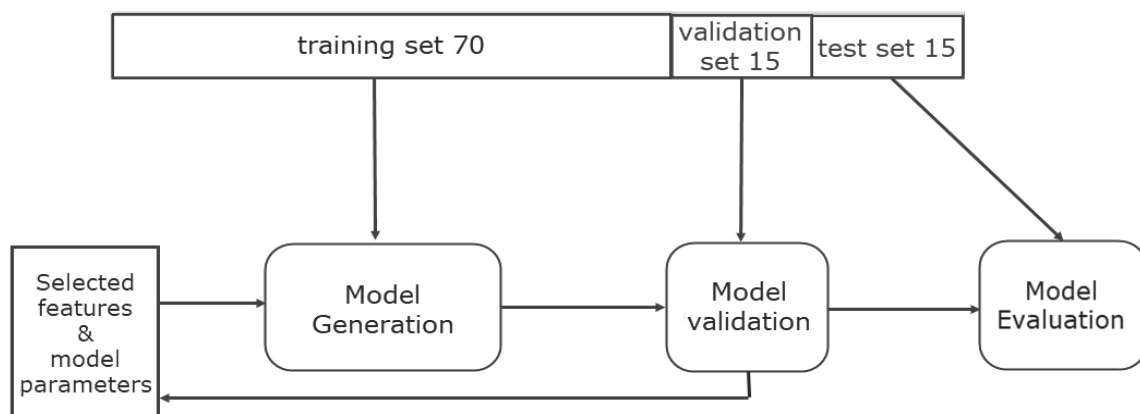 training set 70
validation
set 15
test set 15
Selected
features
&
model
parameters
Model
Generation
Model
validation
Model
Evaluation